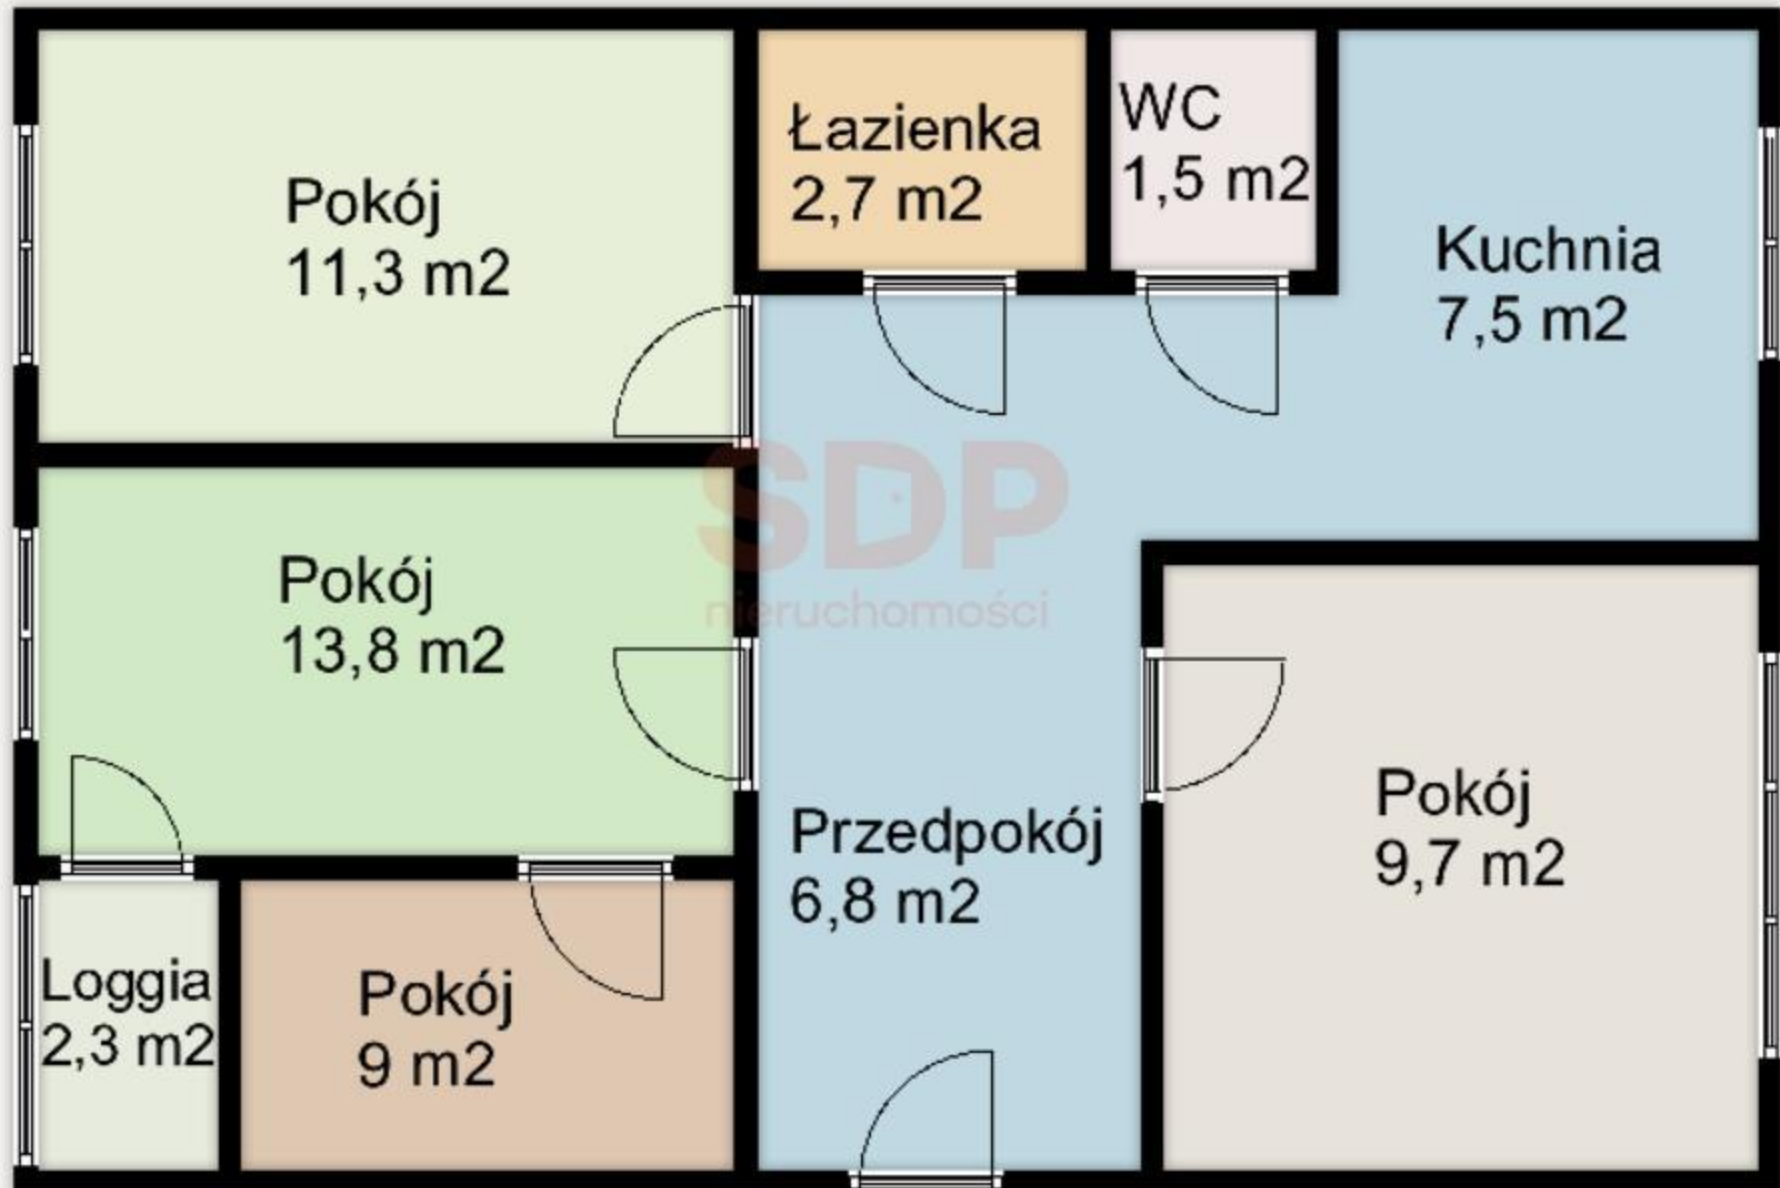 Pokój
11,3 m2
Łazienka
2,7 m2
WC
1,5 m2
Kuchnia
7,5 m2
SDP
nieruchomości
Pokój
13,8 m2
Przedpokój
6,8 m2
Pokój
9,7 m2
Loggia
2,3 m2
Pokój
9 m2